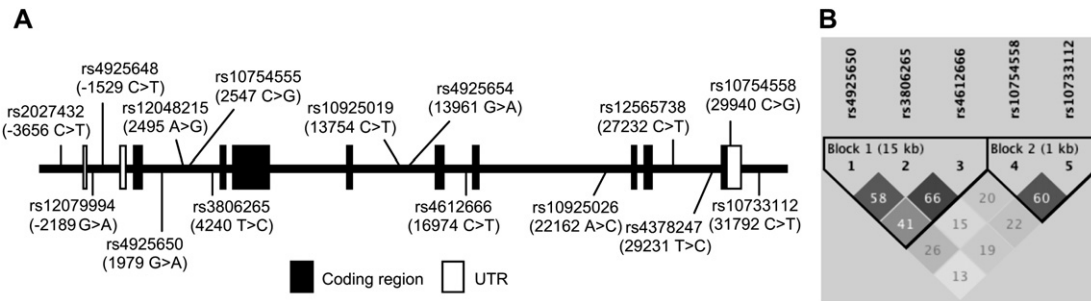 A
rs4925648
(-1529 C>T)
rs10754555
(2547 C>G)
rs4925654
(13961 G>A)
rs10754558
(29940 C>G)
rs2027432
(-3656 C>T)
rs12048215
(2495 A>G)
rs10925019
(13754 C>T)
rs12565738
(27232 C>T)
rs12079994
(-2189 G>A)
rs4925650
(1979 G>A)
rs3806265
(4240 T>C)
rs4612666
(16974 C>T)
rs10925026
(22162 A>C)
rs4378247
(29231 T>C)
rs10733112
(31792 C>T)
Coding region
UTR
B
rs4925650
rs3806265
rs4612666
rs10754558
rs10733112
Block 1 (15 kb)
Block 2 (1 kb)
1 2 3 4 5
58 66 20 60
41 15 22
26 19
13